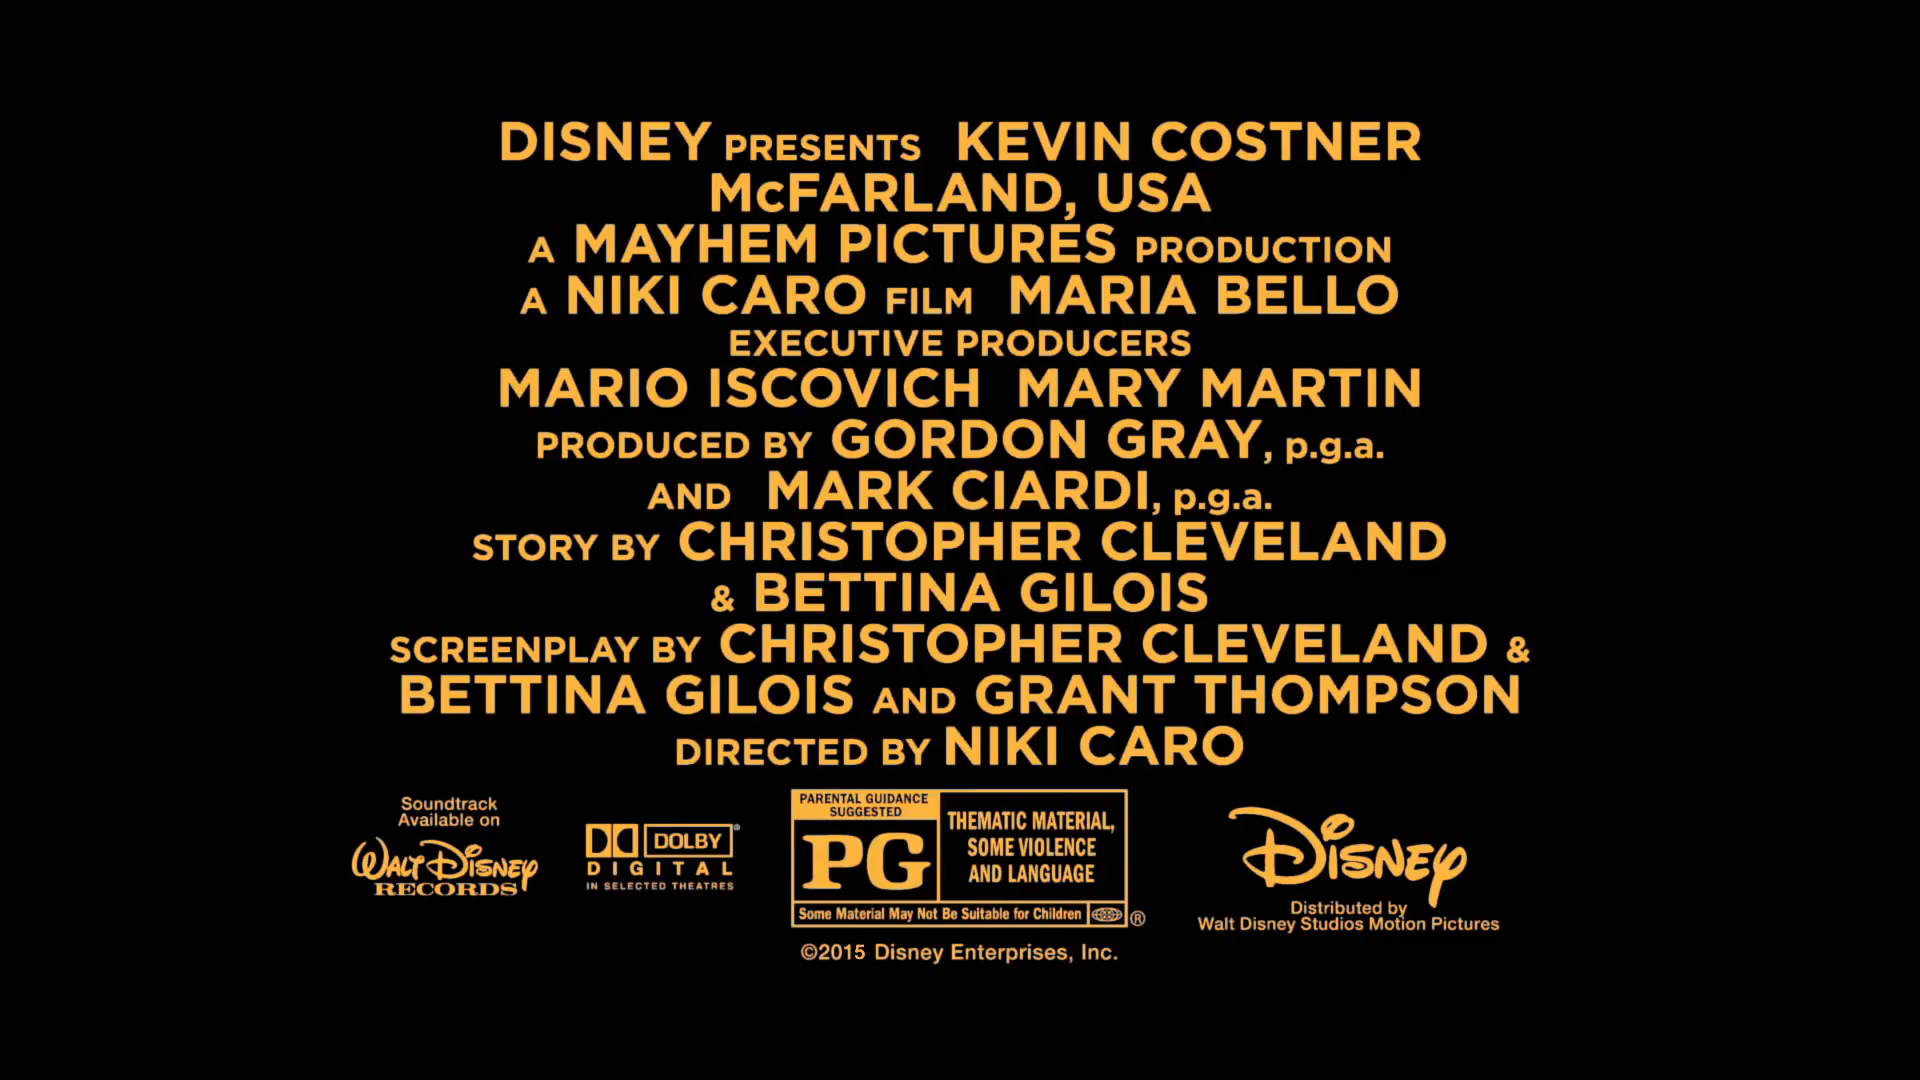 DISNEY PRESENTS KEVIN COSTNER
McFARLAND, USA
A MAYHEM PICTURES PRODUCTION
A NIKI CARO FILM MARIA BELLO
EXECUTIVE PRODUCERS
MARIO ISCOVICH MARY MARTIN
PRODUCED BY GORDON GRAY, p.g.a.
AND MARK CIARDI, p.g.a.
STORY BY CHRISTOPHER CLEVELAND
& BETTINA GILOIS
SCREENPLAY BY CHRISTOPHER CLEVELAND &
BETTINA GILOIS AND GRANT THOMPSON
DIRECTED BY NIKI CARO
Soundtrack
Available on
WALT DISNEY
RECORDS
DOLBY®
DIGITAL
IN SELECTED THEATRES
PARENTAL GUIDANCE
SUGGESTED
PG
THEMATIC MATERIAL,
SOME VIOLENCE
AND LANGUAGE
Some Material May Not Be Suitable for Children ®
©2015 Disney Enterprises, Inc.
DISNEY
Distributed by
Walt Disney Studios Motion Pictures